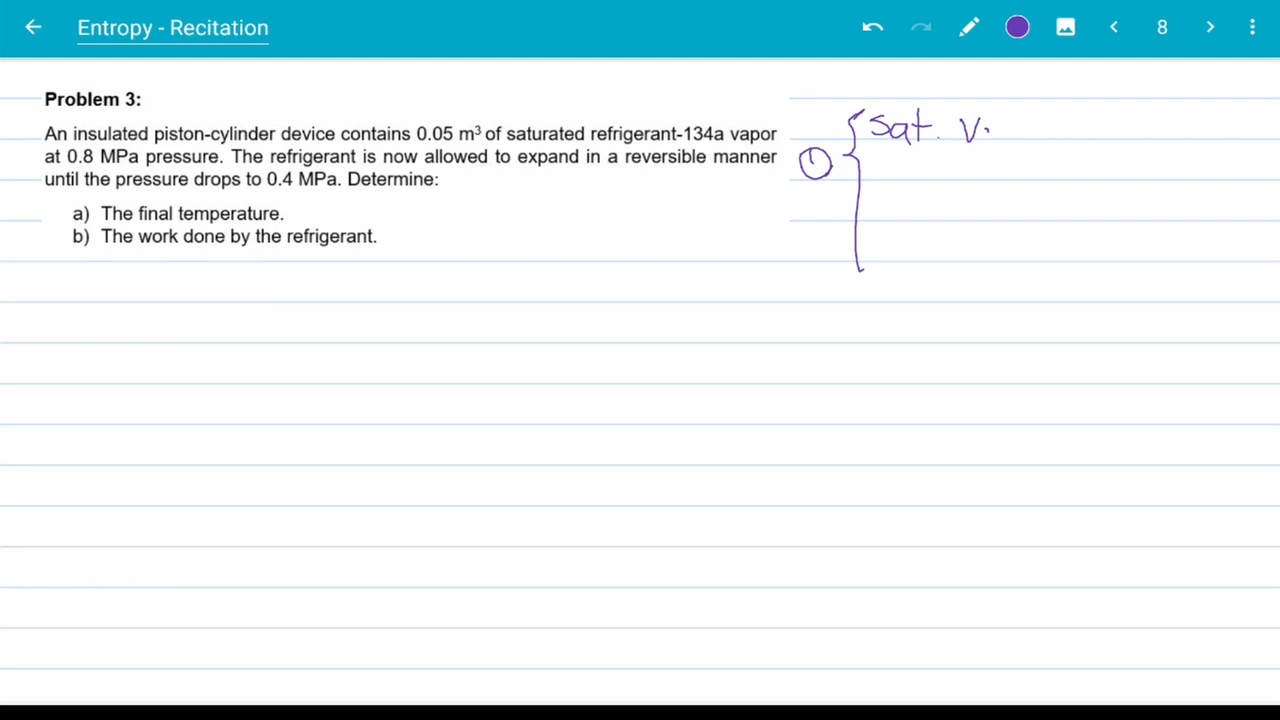 Entropy - Recitation
8
Problem 3:
An insulated piston-cylinder device contains 0.05 m³ of saturated refrigerant-134a vapor
at 0.8 MPa pressure. The refrigerant is now allowed to expand in a reversible manner
until the pressure drops to 0.4 MPa. Determine:
a) The final temperature.
b) The work done by the refrigerant.
① { sat. v.